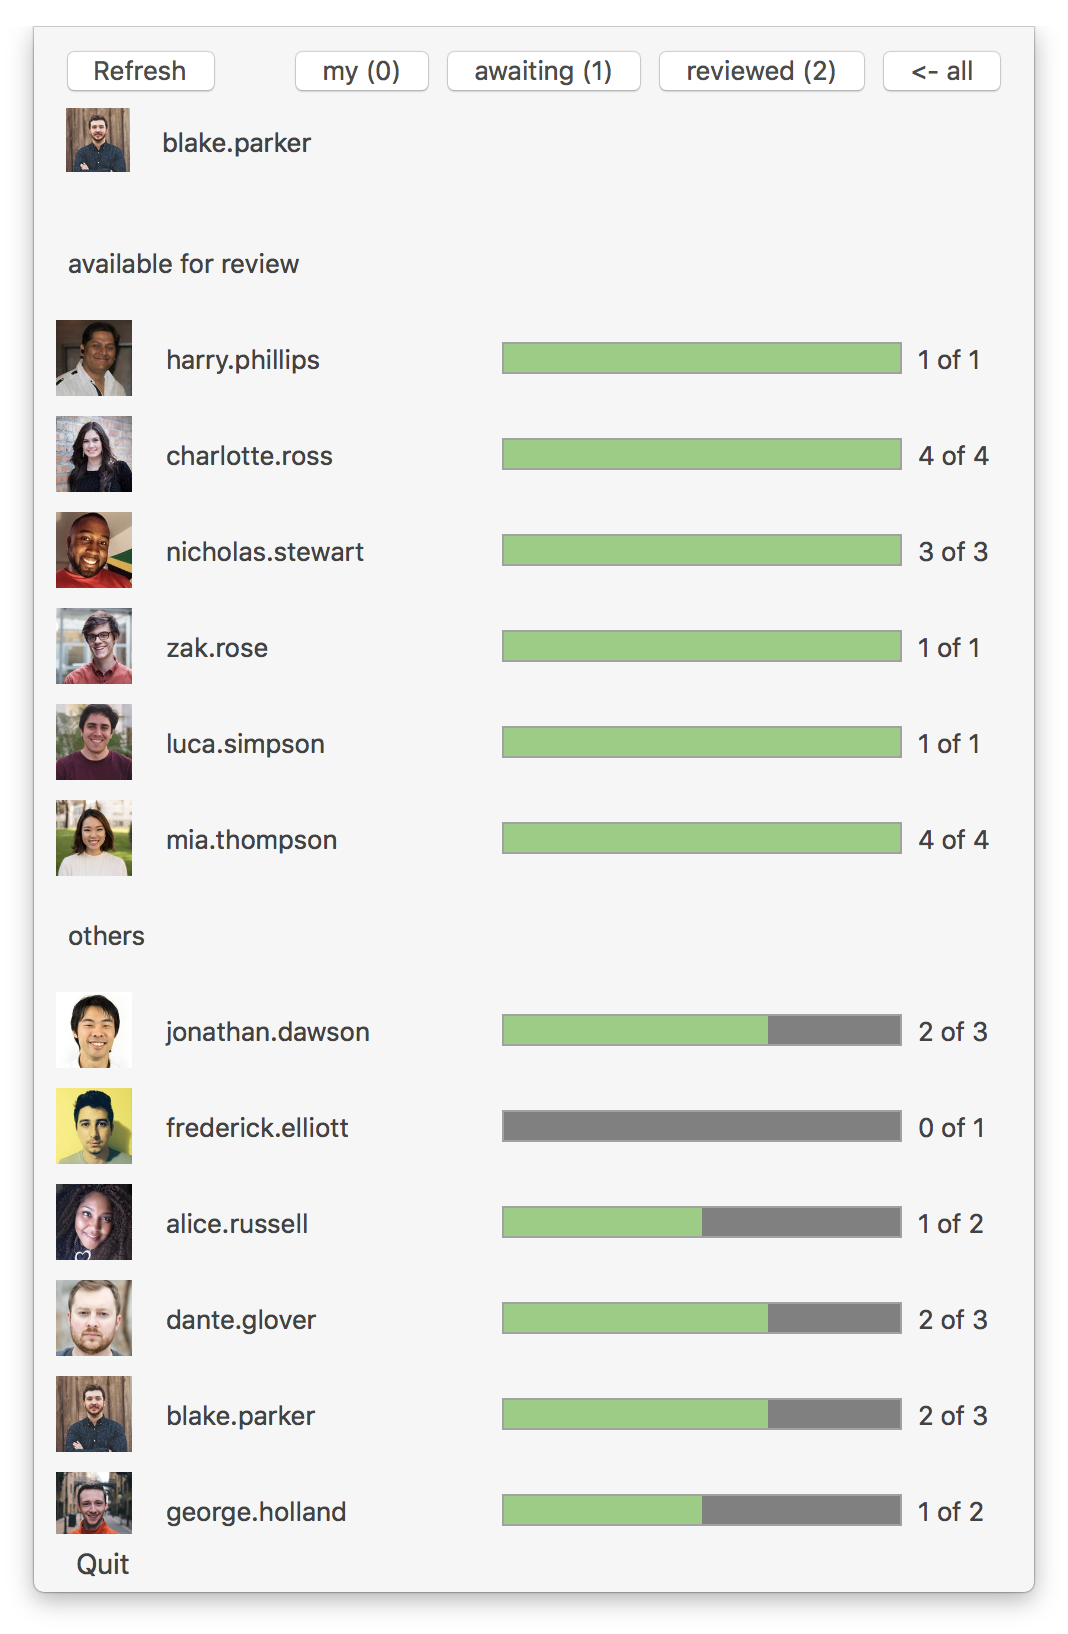 Refresh my (0) awaiting (1) reviewed (2) <- all
blake.parker
available for review
harry.phillips 1 of 1
charlotte.ross 4 of 4
nicholas.stewart 3 of 3
zak.rose 1 of 1
luca.simpson 1 of 1
mia.thompson 4 of 4
others
jonathan.dawson 2 of 3
frederick.elliott 0 of 1
alice.russell 1 of 2
dante.glover 2 of 3
blake.parker 2 of 3
george.holland 1 of 2
Quit